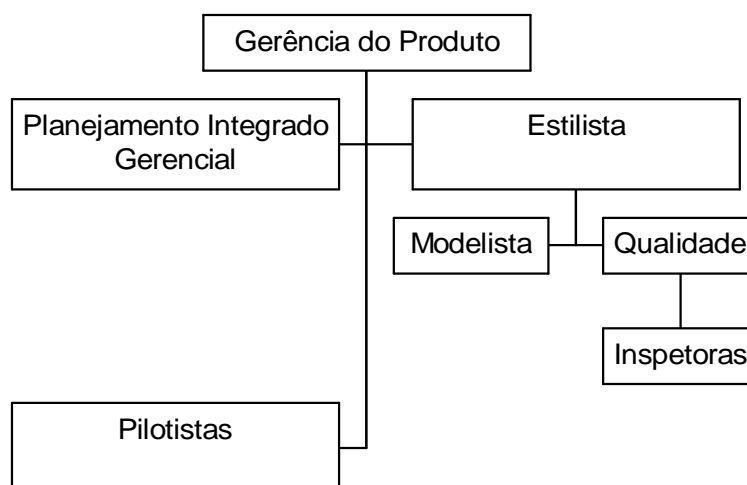 Gerência do Produto
Planejamento Integrado
Gerencial
Estilista
Modelista
Qualidade
Inspetoras
Pilotistas